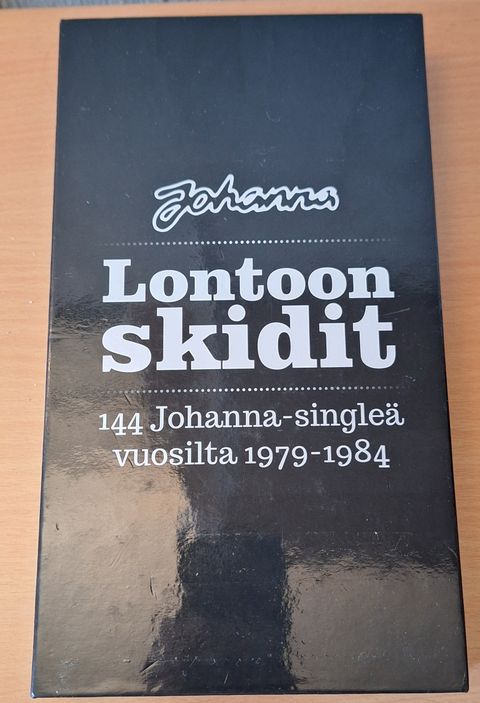 Johanna
Lontoon
skidit
144 Johanna-singleä
vuosilta 1979-1984